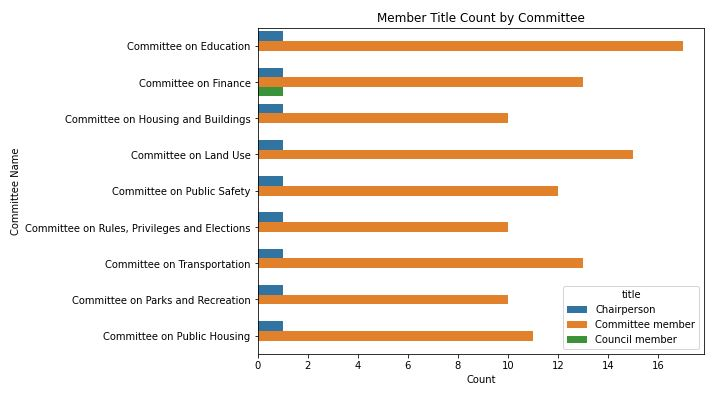 Member Title Count by Committee
Committee Name
Committee on Education
Committee on Finance
Committee on Housing and Buildings
Committee on Land Use
Committee on Public Safety
Committee on Rules, Privileges and Elections
Committee on Transportation
Committee on Parks and Recreation
Committee on Public Housing
title
Chairperson
Committee member
Council member
0 2 4 6 8 10 12 14 16
Count